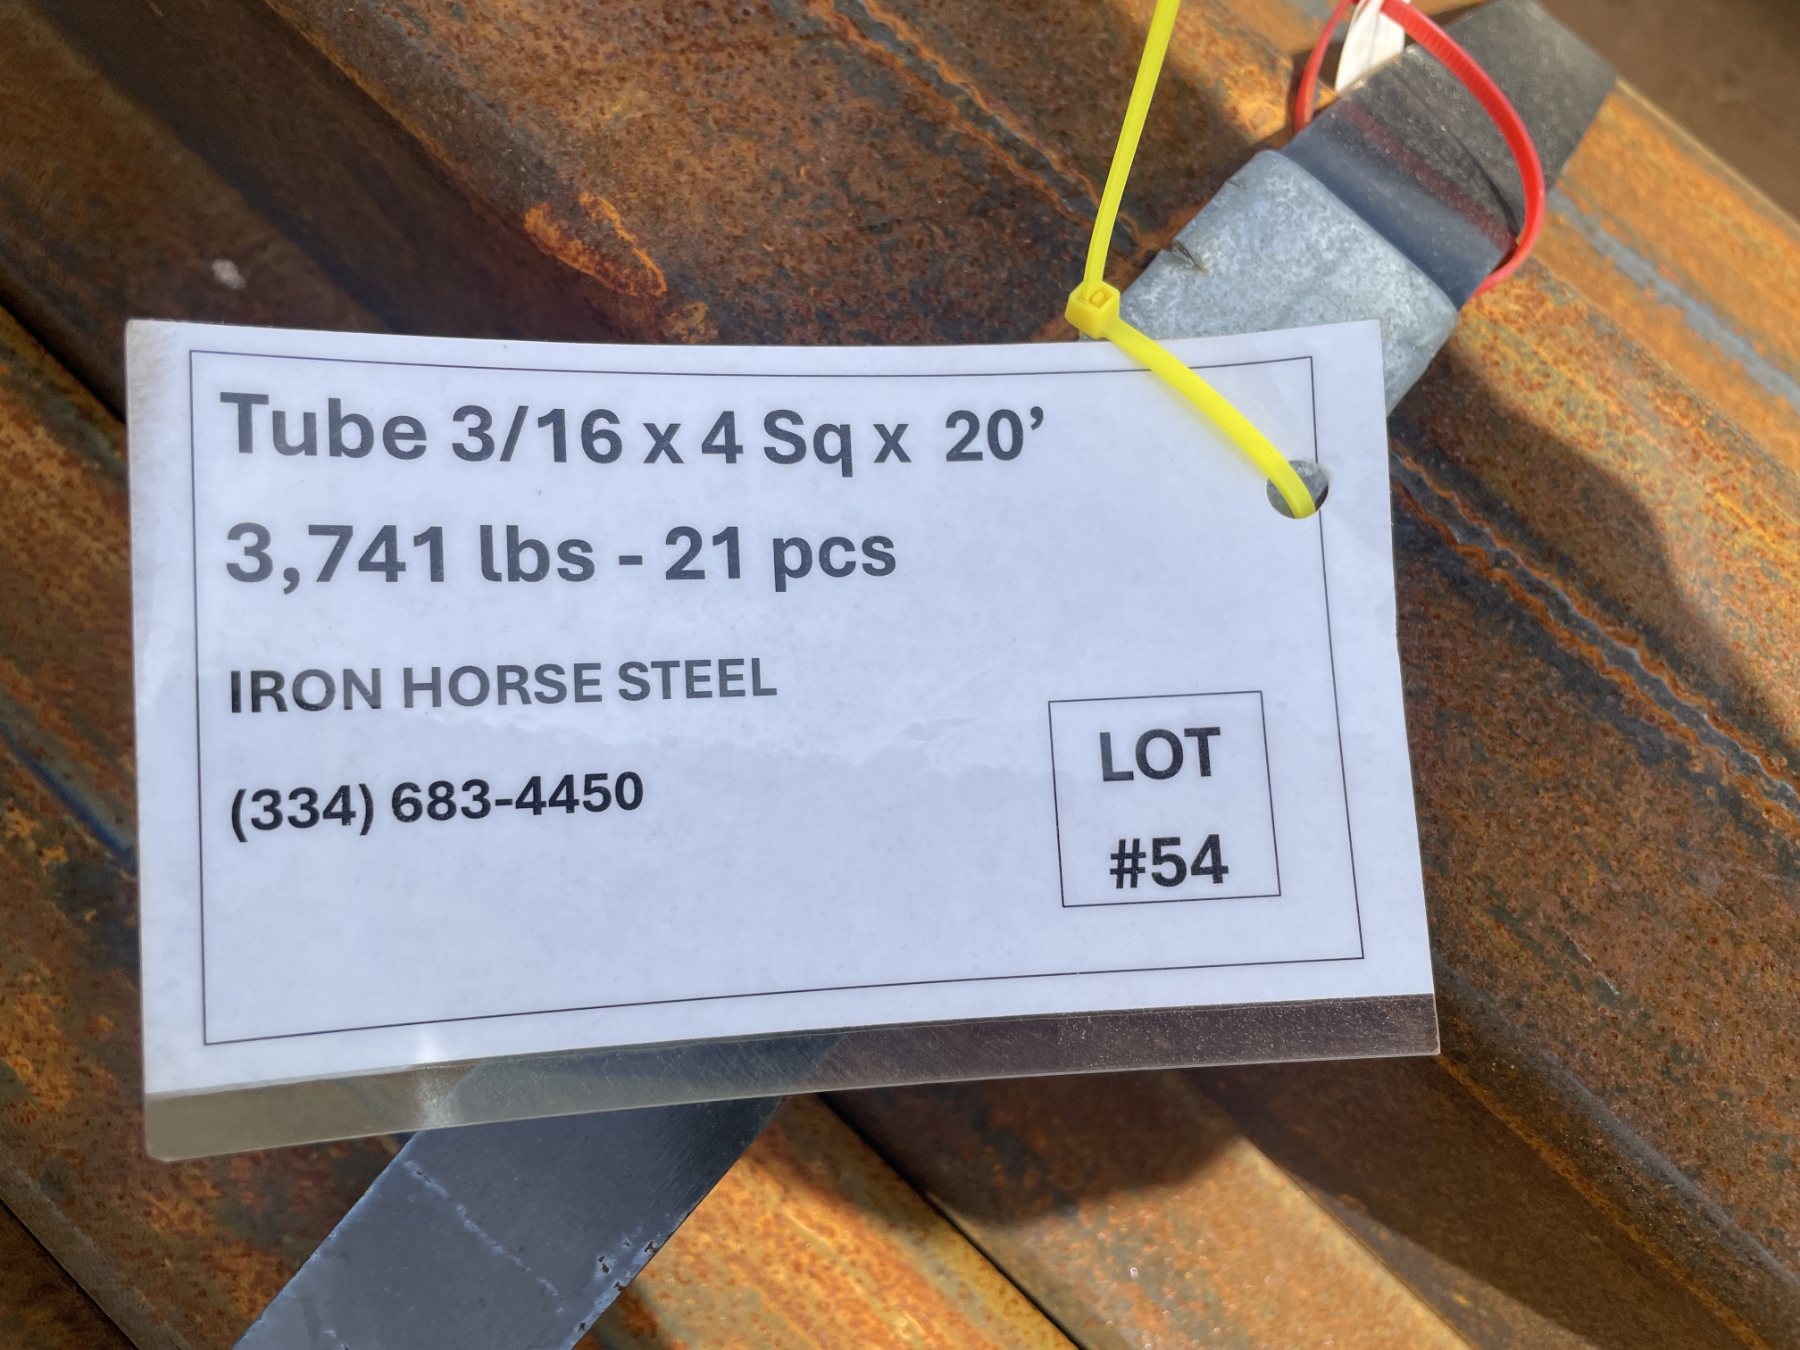 Tube 3/16 x 4 Sq x 20’
3,741 lbs - 21 pcs
IRON HORSE STEEL
(334) 683-4450
LOT
#54